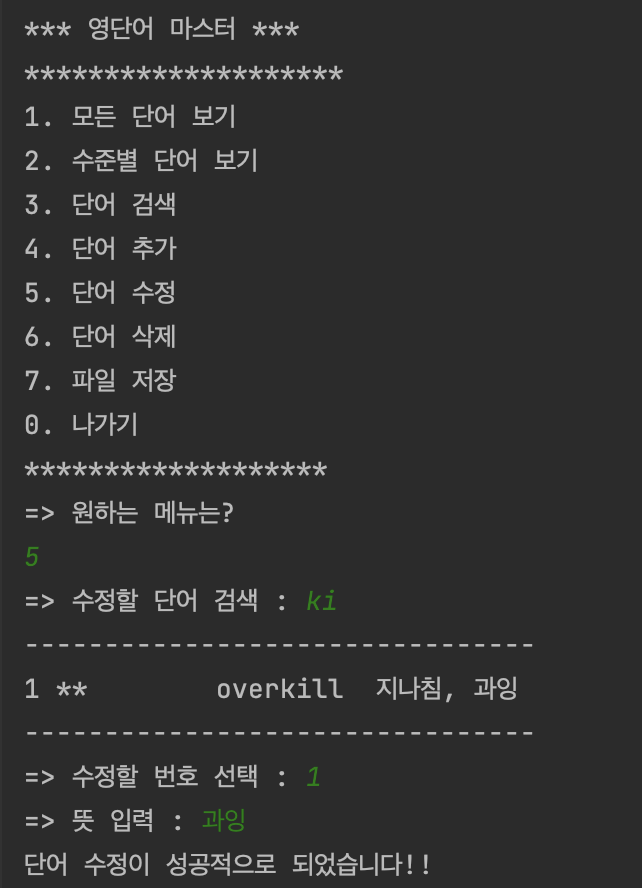 *** 영단어 마스터 ***
********************
1. 모든 단어 보기
2. 수준별 단어 보기
3. 단어 검색
4. 단어 추가
5. 단어 수정
6. 단어 삭제
7. 파일 저장
0. 나가기
*******************
=> 원하는 메뉴는?
5
=> 수정할 단어 검색 : ki
--------------------------------
1 **        overkill  지나침, 과잉
--------------------------------
=> 수정할 번호 선택 : 1
=> 뜻 입력 : 과잉
단어 수정이 성공적으로 되었습니다!!